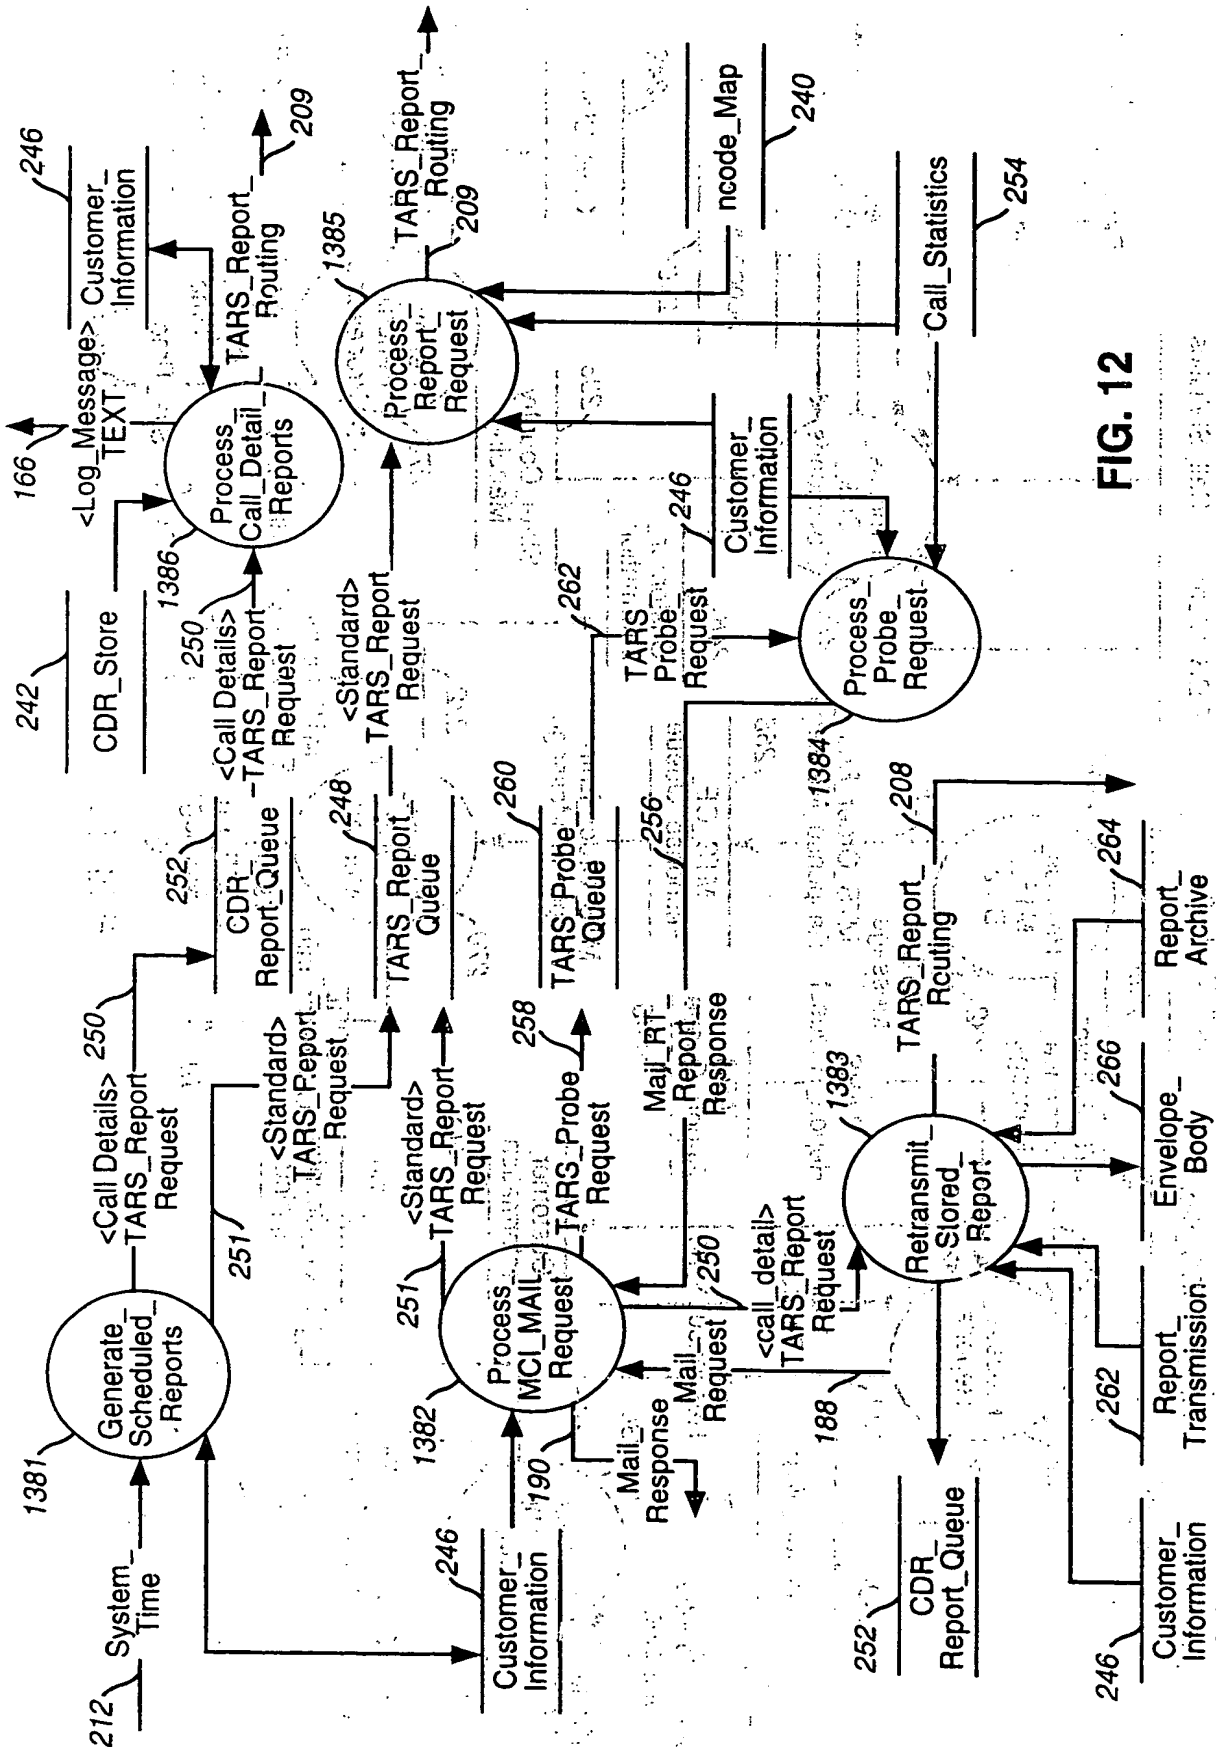 212
System_
Time
1381
Generate_
Scheduled_
Reports
<Call Details>
TARS_Report
Request
250
252
CDR_
Report_Queue
<Call Details>
TARS_Report
Request
250
1386
242
CDR_Store
Process_
Call_Detail_
Reports
166
<Log_Message>
TEXT
246
Customer_
Information
TARS_Report_
Routing
209
251
<Standard>
TARS_Report_
Request
248
TARS_Report_
Queue
<Standard>
TARS_Report
Request
1385
Process_
Report_
Request
209
TARS_Report_
Routing
246
Customer_
Information
1382
Process_
MCI_MAIL_
Request
251
<Standard>
TARS_Report
Request
258
TARS_Probe
Request
260
TARS_Probe_
Queue
262
TARS_
Probe_
Request
246
Customer_
Information
ncode_Map
240
190
Mail_
Response
Mail_
Request
188
250
<call_detail>
TARS_Report
Request
Mail_RT_
Report_
Response
256
1384
Process_
Probe_
Request
Call_Statistics
254
252
CDR_
Report_Queue
1383
Retransmit_
Stored_
Report
TARS_Report_
Routing
208
246
Customer_
Information
262
Report_
Transmission
266
Envelope_
Body
264
Report_
Archive
FIG. 12